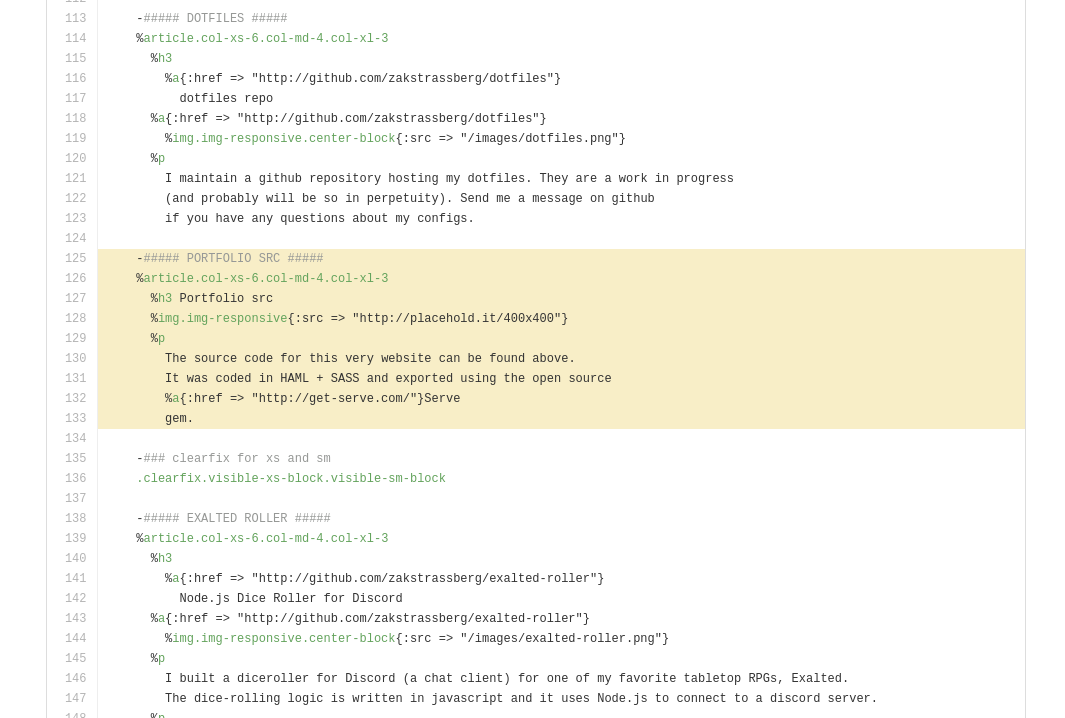 112
113 -##### DOTFILES #####
114 %article.col-xs-6.col-md-4.col-xl-3
115 %h3
116 %a{:href => "http://github.com/zakstrassberg/dotfiles"}
117 dotfiles repo
118 %a{:href => "http://github.com/zakstrassberg/dotfiles"}
119 %img.img-responsive.center-block{:src => "/images/dotfiles.png"}
120 %p
121 I maintain a github repository hosting my dotfiles. They are a work in progress
122 (and probably will be so in perpetuity). Send me a message on github
123 if you have any questions about my configs.
124
125 -##### PORTFOLIO SRC #####
126 %article.col-xs-6.col-md-4.col-xl-3
127 %h3 Portfolio src
128 %img.img-responsive{:src => "http://placehold.it/400x400"}
129 %p
130 The source code for this very website can be found above.
131 It was coded in HAML + SASS and exported using the open source
132 %a{:href => "http://get-serve.com/"}Serve
133 gem.
134
135 -### clearfix for xs and sm
136 .clearfix.visible-xs-block.visible-sm-block
137
138 -##### EXALTED ROLLER #####
139 %article.col-xs-6.col-md-4.col-xl-3
140 %h3
141 %a{:href => "http://github.com/zakstrassberg/exalted-roller"}
142 Node.js Dice Roller for Discord
143 %a{:href => "http://github.com/zakstrassberg/exalted-roller"}
144 %img.img-responsive.center-block{:src => "/images/exalted-roller.png"}
145 %p
146 I built a diceroller for Discord (a chat client) for one of my favorite tabletop RPGs, Exalted.
147 The dice-rolling logic is written in javascript and it uses Node.js to connect to a discord server.
148 %p